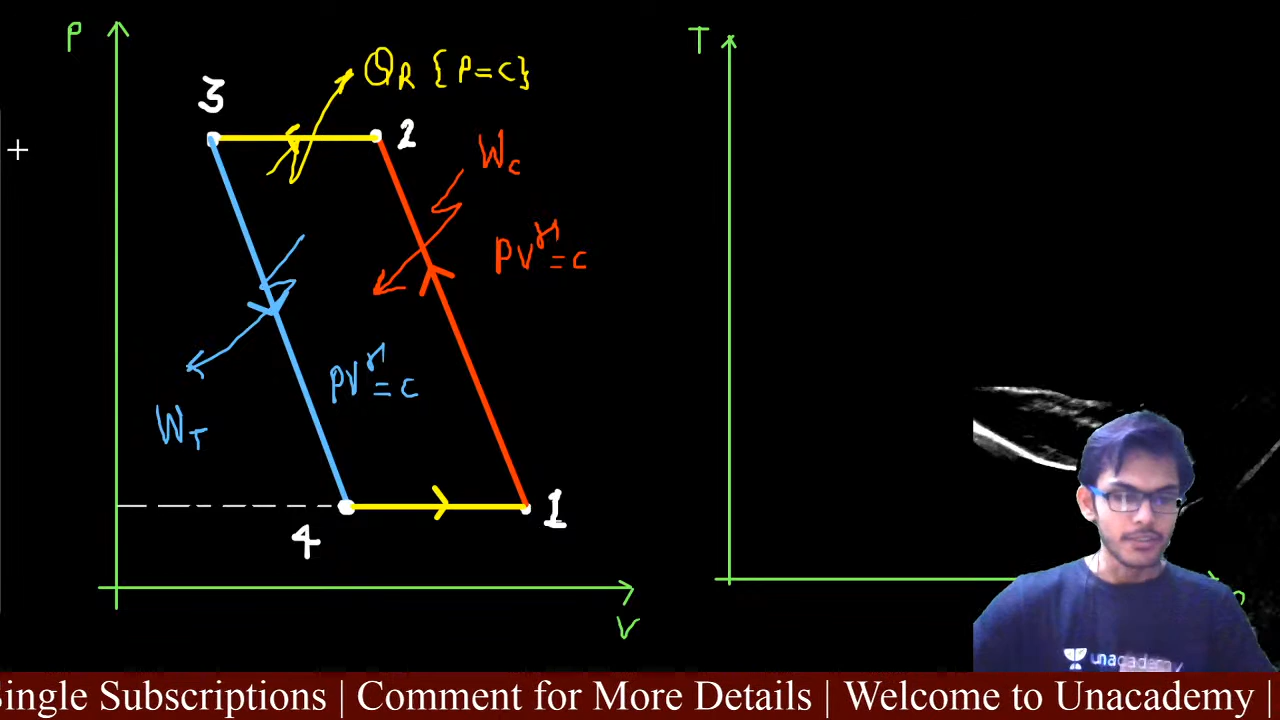 P
3
Q_R {P=C}
2
W_C
PV^γ=C
W_T
PV^γ=C
4
1
V
T
unacademy
Single Subscriptions | Comment for More Details | Welcome to Unacademy |